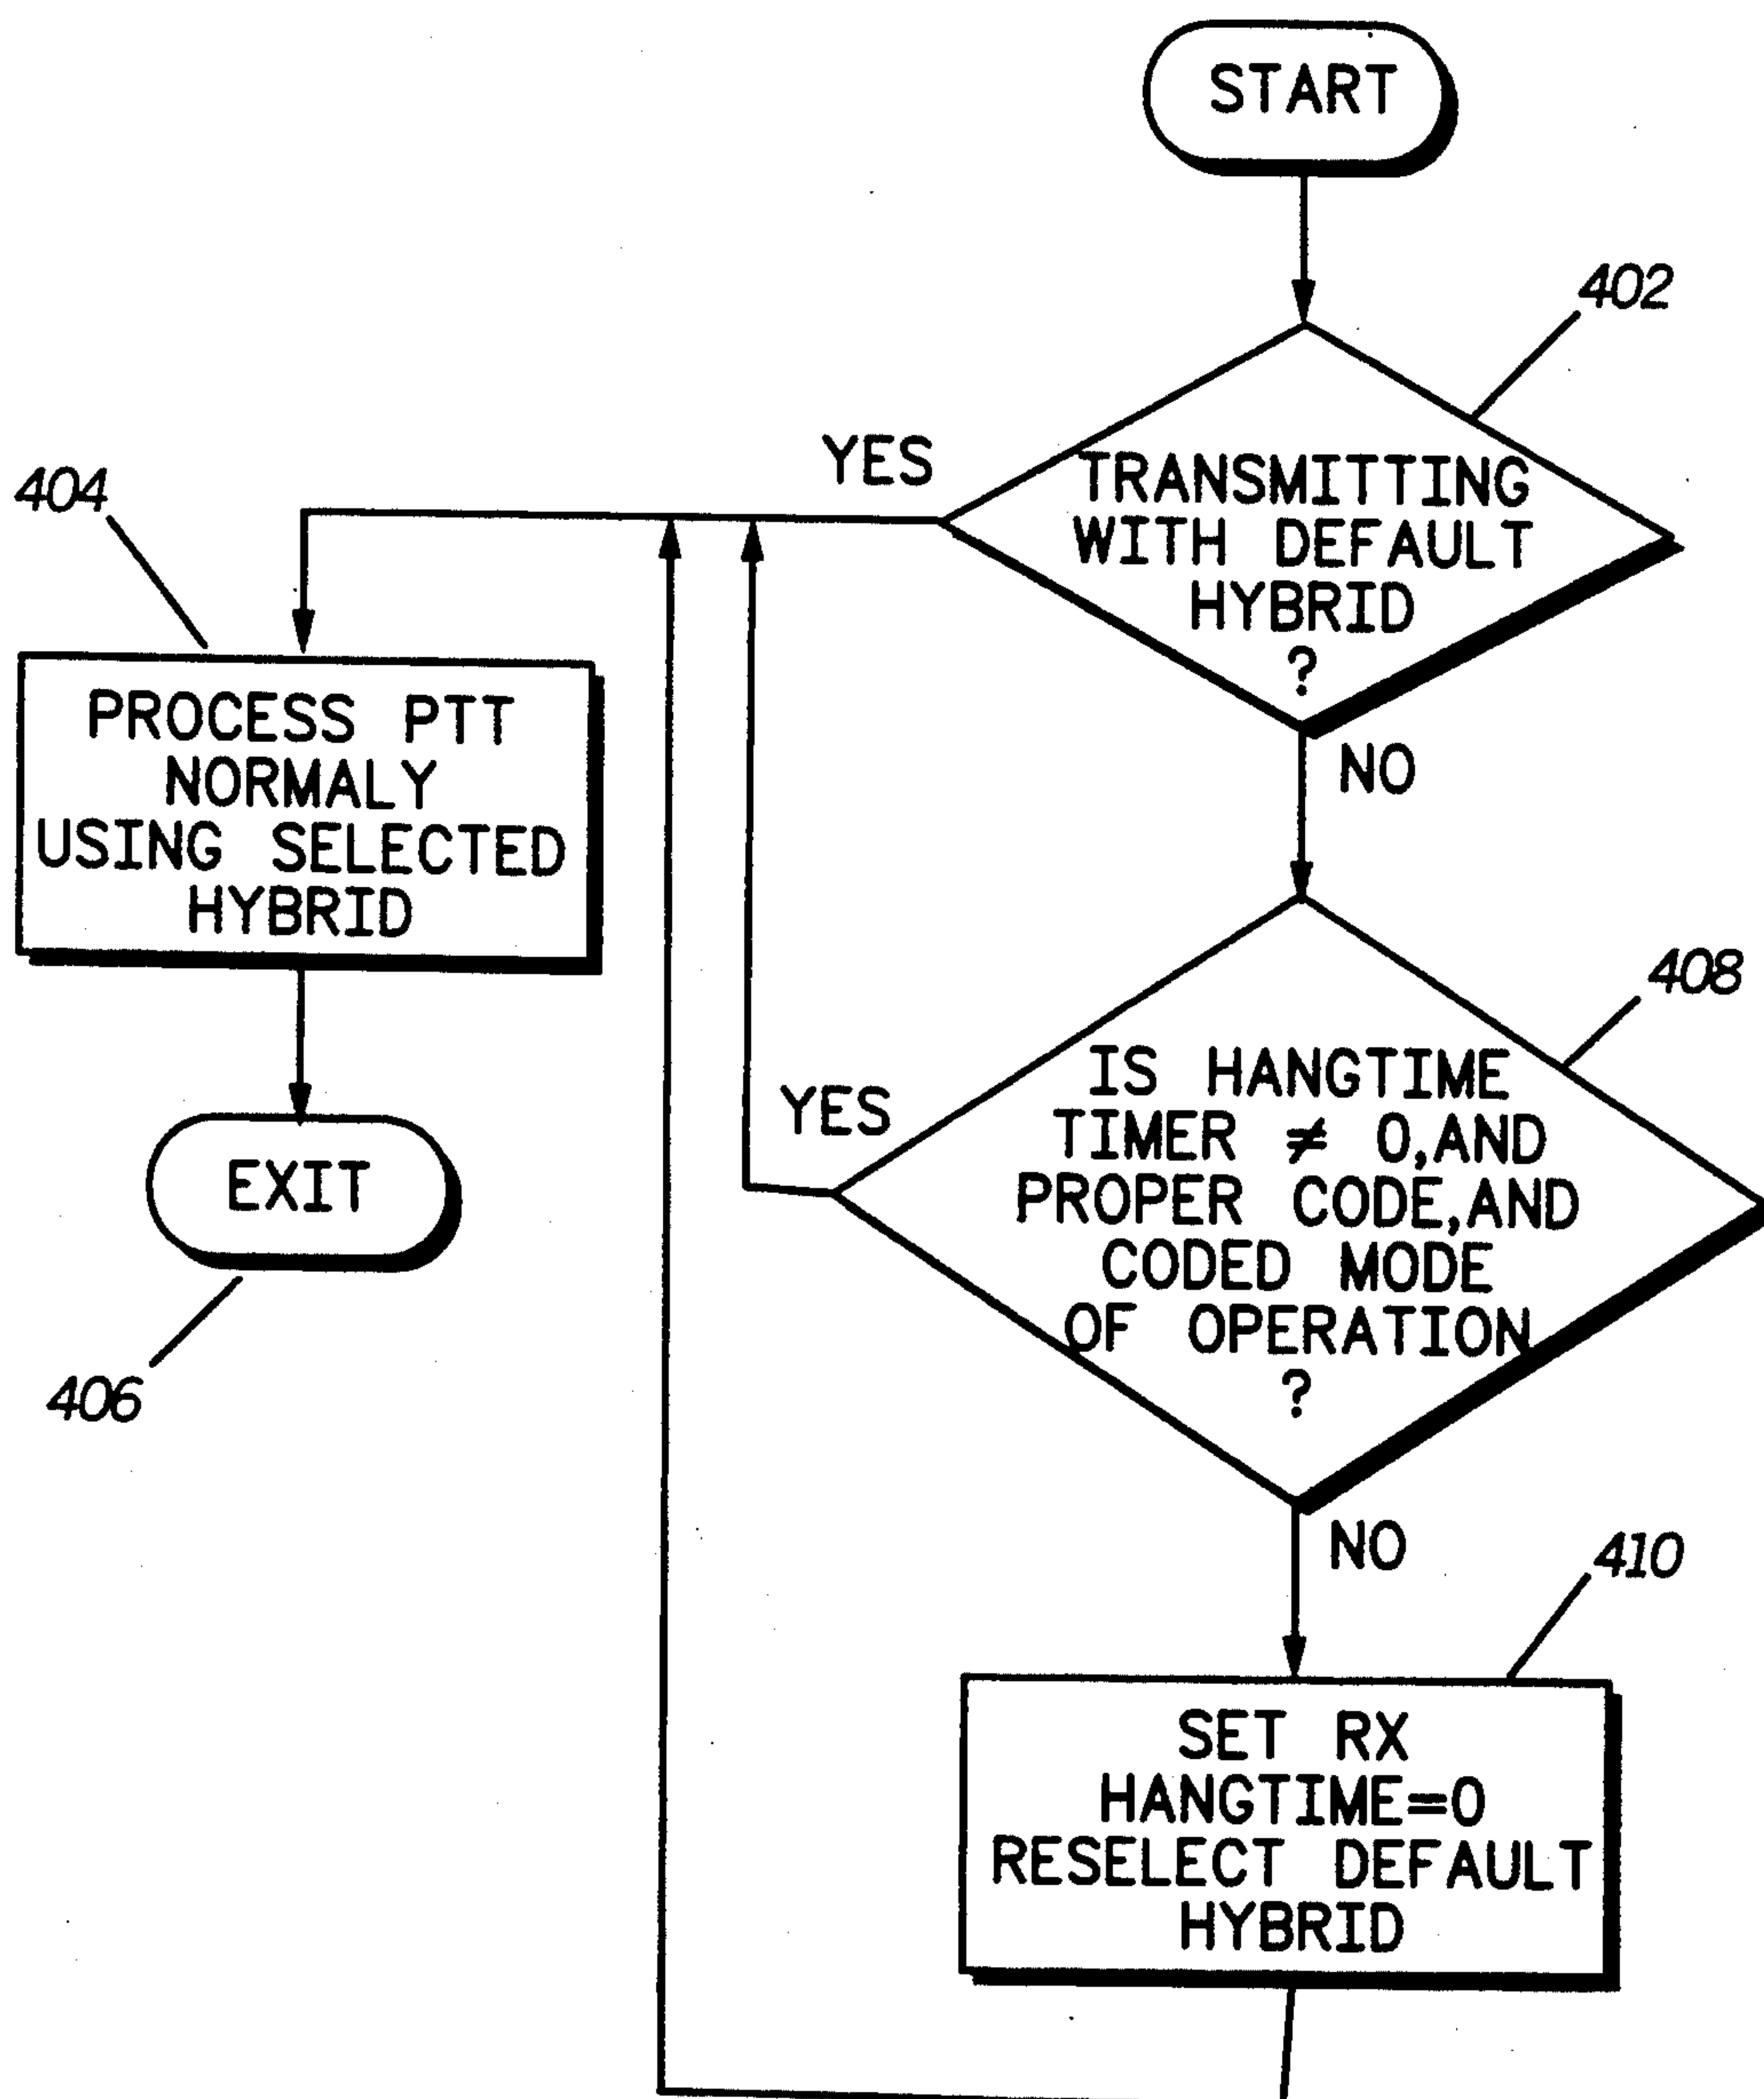 START
402
TRANSMITTING
WITH DEFAULT
HYBRID
?
YES
NO
404
PROCESS PTT
NORMALY
USING SELECTED
HYBRID
EXIT
406
408
IS HANGTIME
TIMER ≠ 0,AND
PROPER CODE,AND
CODED MODE
OF OPERATION
?
YES
NO
410
SET RX
HANGTIME=0
RESELECT DEFAULT
HYBRID